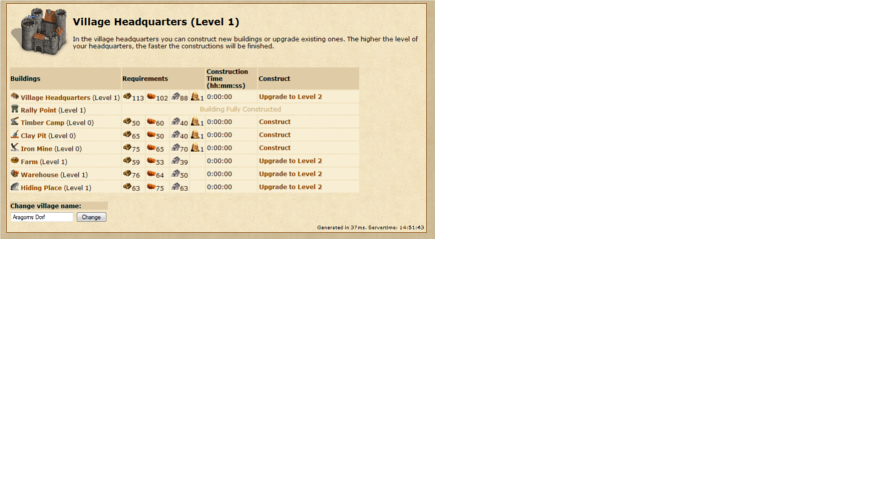 Village Headquarters (Level 1)
In the village headquarters you can construct new buildings or upgrade existing ones. The higher the level of
your headquarters, the faster the constructions will be finished.
Buildings Requirements Construction Time (hh:mm:ss) Construct
Village Headquarters (Level 1) 113 102 88 1 0:00:00 Upgrade to Level 2
Rally Point (Level 1) Building Fully Constructed
Timber Camp (Level 0) 50 60 40 1 0:00:00 Construct
Clay Pit (Level 0) 65 50 40 1 0:00:00 Construct
Iron Mine (Level 0) 75 65 70 1 0:00:00 Construct
Farm (Level 1) 59 53 39 0:00:00 Upgrade to Level 2
Warehouse (Level 1) 76 64 50 0:00:00 Upgrade to Level 2
Hiding Place (Level 1) 63 75 63 0:00:00 Upgrade to Level 2
Change village name:
Aragorns Dorf Change
Generated in 37ms. Servertime: 14:51:43